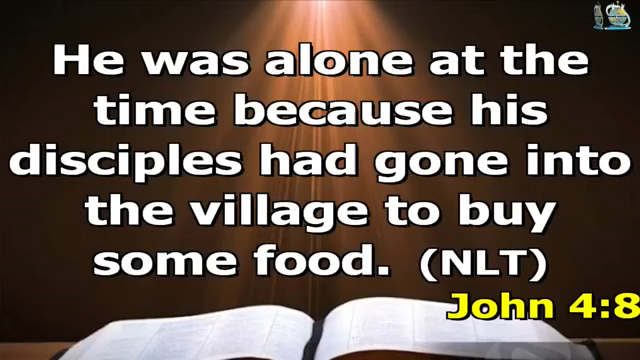 He was alone at the
time because his
disciples had gone into
the village to buy
some food. (NLT)
John 4:8